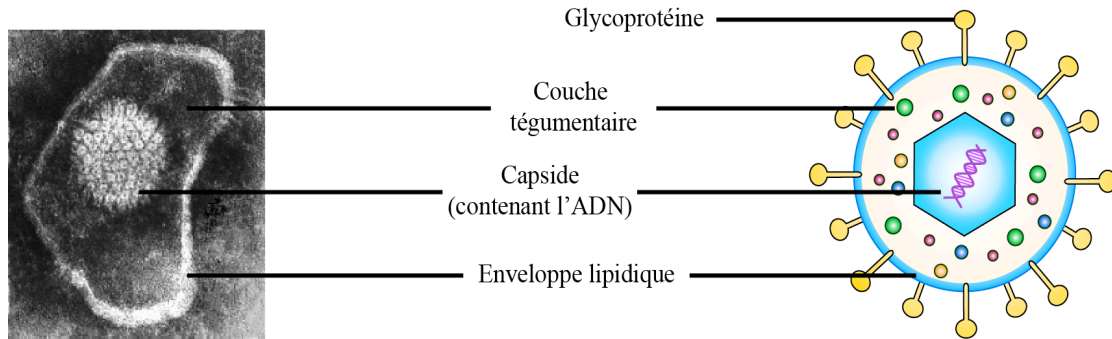 Glycoprotéine
Couche
tégumentaire
Capside
(contenant l'ADN)
Enveloppe lipidique